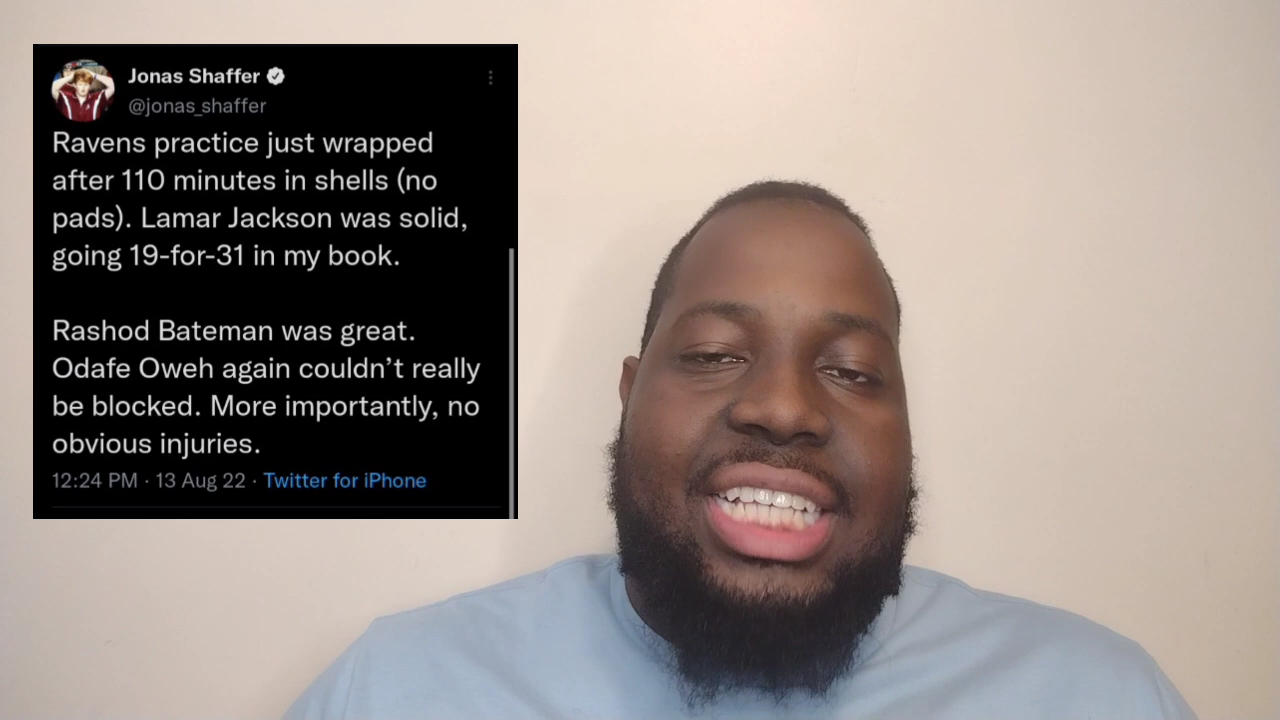 Jonas Shaffer
@jonas_shaffer
Ravens practice just wrapped
after 110 minutes in shells (no
pads). Lamar Jackson was solid,
going 19-for-31 in my book.
Rashod Bateman was great.
Odafe Oweh again couldn’t really
be blocked. More importantly, no
obvious injuries.
12:24 PM · 13 Aug 22 · Twitter for iPhone